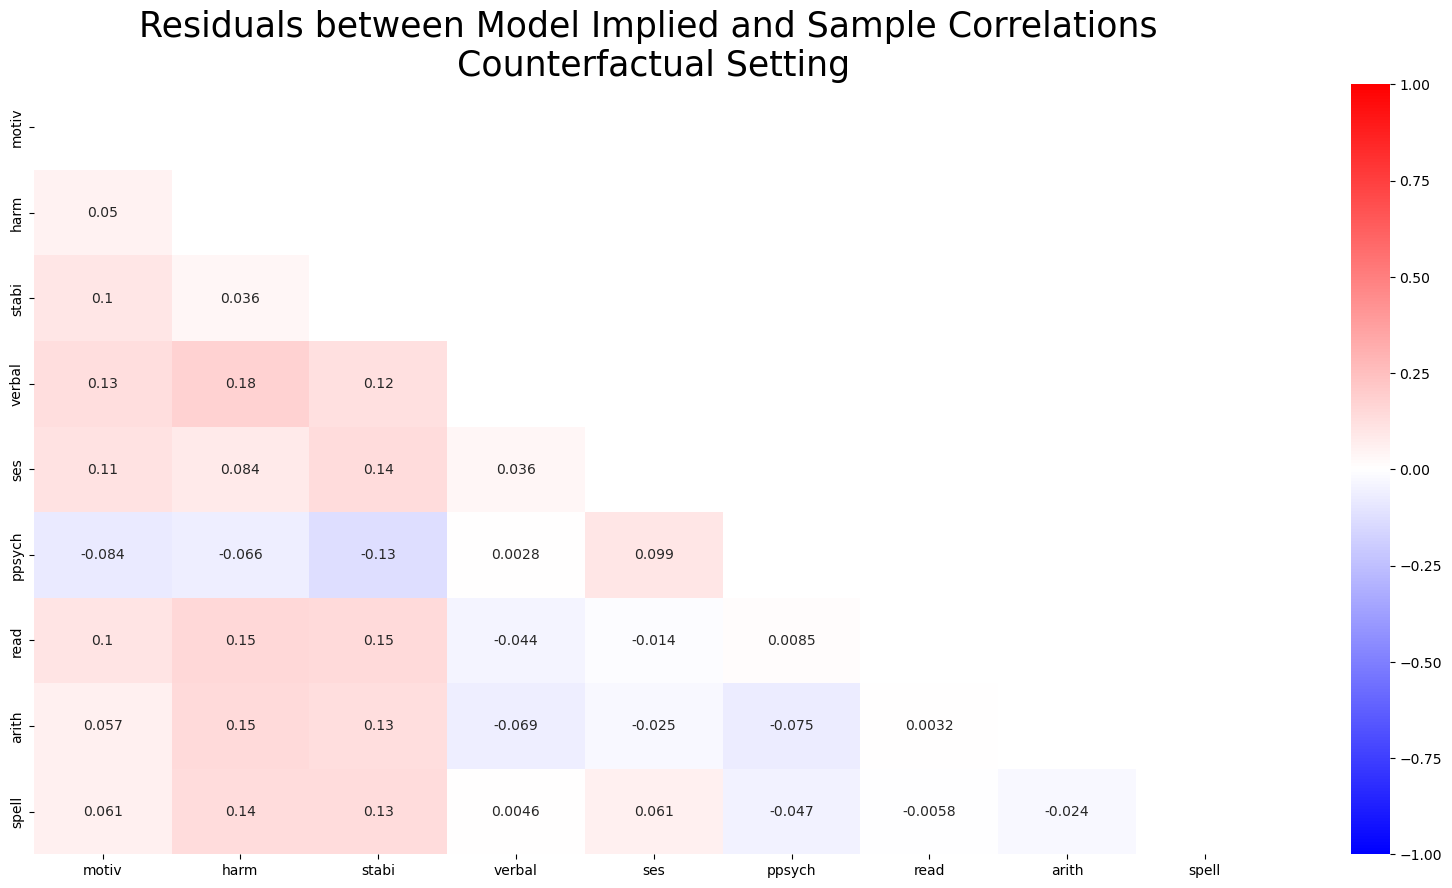 Residuals between Model Implied and Sample Correlations
Counterfactual Setting
motiv
harm 0.05
stabi 0.1 0.036
verbal 0.13 0.18 0.12
ses 0.11 0.084 0.14 0.036
ppsych -0.084 -0.066 -0.13 0.0028 0.099
read 0.1 0.15 0.15 -0.044 -0.014 0.0085
arith 0.057 0.15 0.13 -0.069 -0.025 -0.075 0.0032
spell 0.061 0.14 0.13 0.0046 0.061 -0.047 -0.0058 -0.024
motiv harm stabi verbal ses ppsych read arith spell
1.00
0.75
0.50
0.25
0.00
−0.25
−0.50
−0.75
−1.00